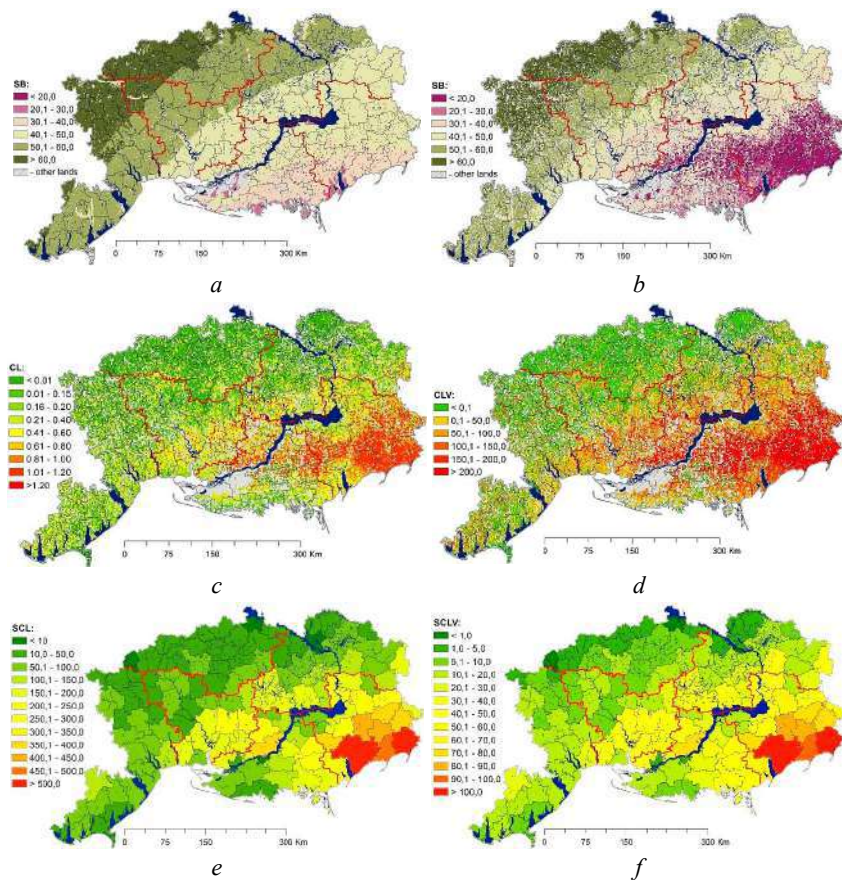 SB:
< 20,0
20,1 - 30,0
30,1 - 40,0
40,1 - 50,0
50,1 - 60,0
> 60,0
- other lands
0 75 150 300 Km
a
SB:
< 20,0
20,1 - 30,0
30,1 - 40,0
40,1 - 50,0
50,1 - 60,0
> 60,0
- other lands
0 75 150 300 Km
b
CL:
< 0.01
0.01 - 0.15
0.16 - 0.20
0.21 - 0.40
0.41 - 0.60
0.61 - 0.80
0.81 - 1.00
1.01 - 1.20
>1.20
0 75 150 300 Km
c
CLV:
< 0,1
0,1 - 50,0
50,1 - 100,0
100,1 - 150,0
150,1 - 200,0
> 200,0
0 75 150 300 Km
d
SCL:
< 10
10,0 - 50,0
50,1 - 100,0
100,1 - 150,0
150,1 - 200,0
200,1 - 250,0
250,1 - 300,0
300,1 - 350,0
350,1 - 400,0
400,1 - 450,0
450,1 - 500,0
> 500,0
0 75 150 300 Km
e
SCLV:
< 1,0
1,0 - 5,0
5,1 - 10,0
10,1 - 20,0
20,1 - 30,0
30,1 - 40,0
40,1 - 50,0
50,1 - 60,0
60,1 - 70,0
70,1 - 80,0
80,1 - 90,0
90,1 - 100,0
> 100,0
0 75 150 300 Km
f